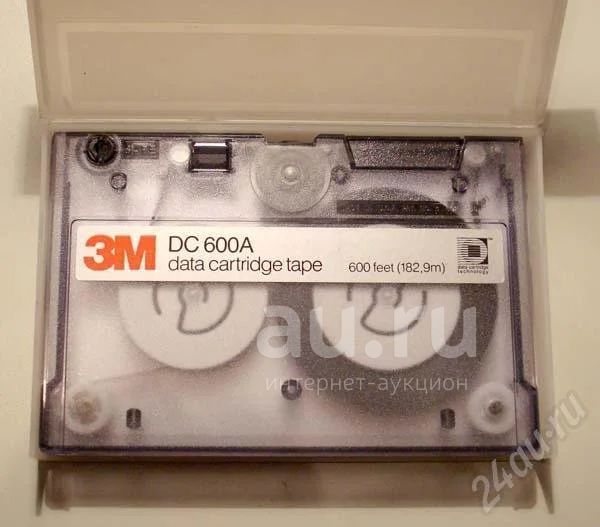 3M
DC 600A
data cartridge tape
600 feet (182,9m)
data cartridge
technology
au.ru
интернет-аукцион
24au.ru